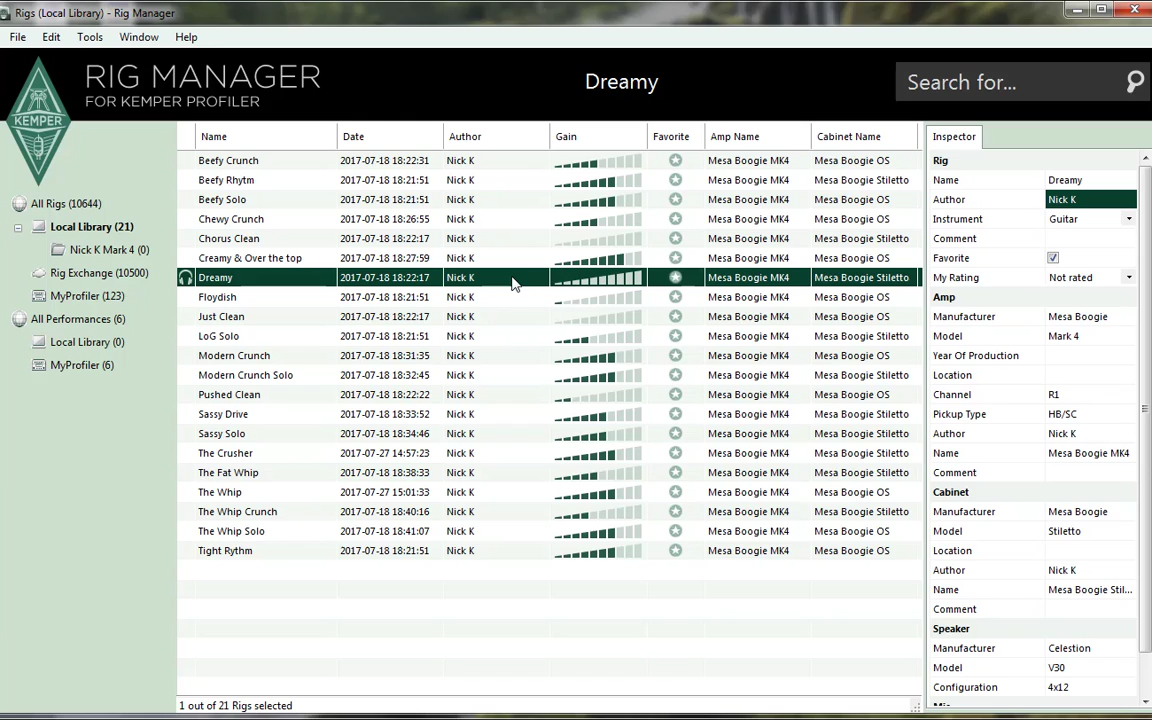 Rigs (Local Library) - Rig Manager
File Edit Tools Window Help
KEMPER
RIG MANAGER
FOR KEMPER PROFILER
Dreamy
Search for...
All Rigs (10644)
Local Library (21)
Nick K Mark 4 (0)
Rig Exchange (10500)
MyProfiler (123)
All Performances (6)
Local Library (0)
MyProfiler (6)
Name Date Author Gain Favorite Amp Name Cabinet Name
Beefy Crunch 2017-07-18 18:22:31 Nick K Mesa Boogie MK4 Mesa Boogie OS
Beefy Rhytm 2017-07-18 18:21:51 Nick K Mesa Boogie MK4 Mesa Boogie Stiletto
Beefy Solo 2017-07-18 18:21:51 Nick K Mesa Boogie MK4 Mesa Boogie OS
Chewy Crunch 2017-07-18 18:26:55 Nick K Mesa Boogie MK4 Mesa Boogie Stiletto
Chorus Clean 2017-07-18 18:22:17 Nick K Mesa Boogie MK4 Mesa Boogie OS
Creamy & Over the top 2017-07-18 18:27:59 Nick K Mesa Boogie MK4 Mesa Boogie OS
Dreamy 2017-07-18 18:22:17 Nick K Mesa Boogie MK4 Mesa Boogie Stiletto
Floydish 2017-07-18 18:21:51 Nick K Mesa Boogie MK4 Mesa Boogie OS
Just Clean 2017-07-18 18:22:17 Nick K Mesa Boogie MK4 Mesa Boogie OS
LoG Solo 2017-07-18 18:21:51 Nick K Mesa Boogie MK4 Mesa Boogie Stiletto
Modern Crunch 2017-07-18 18:31:35 Nick K Mesa Boogie MK4 Mesa Boogie OS
Modern Crunch Solo 2017-07-18 18:32:45 Nick K Mesa Boogie MK4 Mesa Boogie Stiletto
Pushed Clean 2017-07-18 18:22:22 Nick K Mesa Boogie MK4 Mesa Boogie OS
Sassy Drive 2017-07-18 18:33:52 Nick K Mesa Boogie MK4 Mesa Boogie Stiletto
Sassy Solo 2017-07-18 18:34:46 Nick K Mesa Boogie MK4 Mesa Boogie Stiletto
The Crusher 2017-07-27 14:57:23 Nick K Mesa Boogie MK4 Mesa Boogie Stiletto
The Fat Whip 2017-07-18 18:38:33 Nick K Mesa Boogie MK4 Mesa Boogie Stiletto
The Whip 2017-07-27 15:01:33 Nick K Mesa Boogie MK4 Mesa Boogie OS
The Whip Crunch 2017-07-18 18:40:16 Nick K Mesa Boogie MK4 Mesa Boogie Stiletto
The Whip Solo 2017-07-18 18:41:07 Nick K Mesa Boogie MK4 Mesa Boogie OS
Tight Rythm 2017-07-18 18:21:51 Nick K Mesa Boogie MK4 Mesa Boogie OS
1 out of 21 Rigs selected
Inspector
Rig
Name Dreamy
Author Nick K
Instrument Guitar
Comment
Favorite
My Rating Not rated
Amp
Manufacturer Mesa Boogie
Model Mark 4
Year Of Production
Location
Channel R1
Pickup Type HB/SC
Author Nick K
Name Mesa Boogie MK4
Comment
Cabinet
Manufacturer Mesa Boogie
Model Stiletto
Location
Author Nick K
Name Mesa Boogie Stil...
Comment
Speaker
Manufacturer Celestion
Model V30
Configuration 4x12